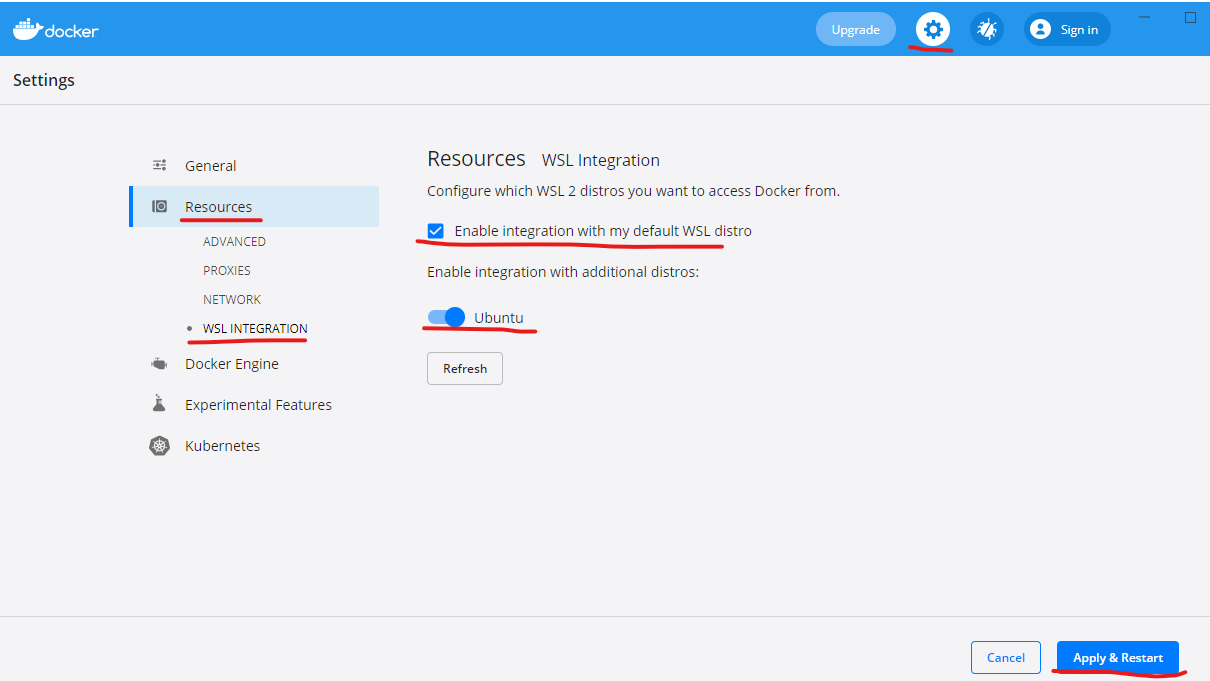 docker
Upgrade
Sign in
Settings
General
Resources
ADVANCED
PROXIES
NETWORK
WSL INTEGRATION
Docker Engine
Experimental Features
Kubernetes
Resources WSL Integration
Configure which WSL 2 distros you want to access Docker from.
Enable integration with my default WSL distro
Enable integration with additional distros:
Ubuntu
Refresh
Cancel
Apply & Restart